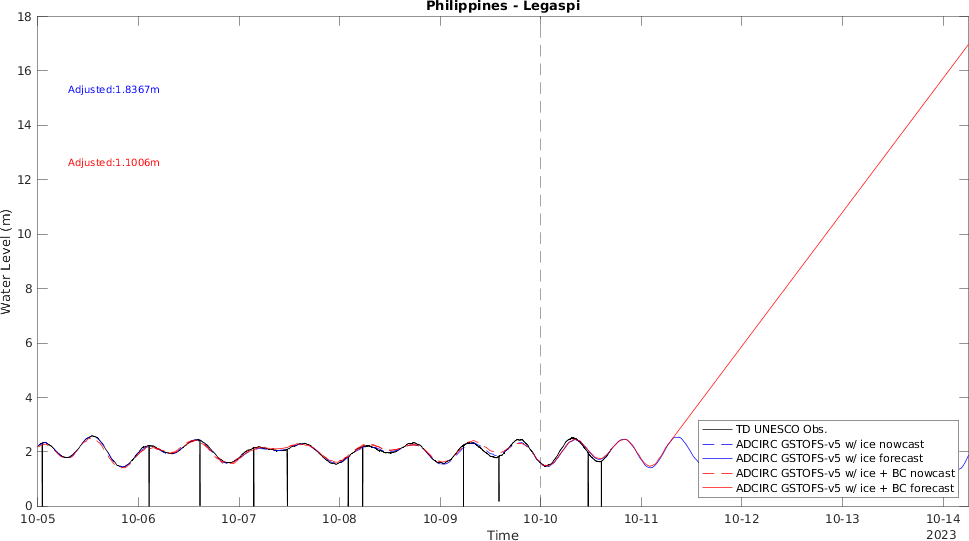 Philippines - Legaspi
18
16
14
12
10
8
6
4
2
0
Water Level (m)
Adjusted:1.8367m
Adjusted:1.1006m
TD UNESCO Obs.
ADCIRC GSTOFS-v5 w/ ice nowcast
ADCIRC GSTOFS-v5 w/ ice forecast
ADCIRC GSTOFS-v5 w/ ice + BC nowcast
ADCIRC GSTOFS-v5 w/ ice + BC forecast
10-05 10-06 10-07 10-08 10-09 10-10 10-11 10-12 10-13 10-14
2023
Time